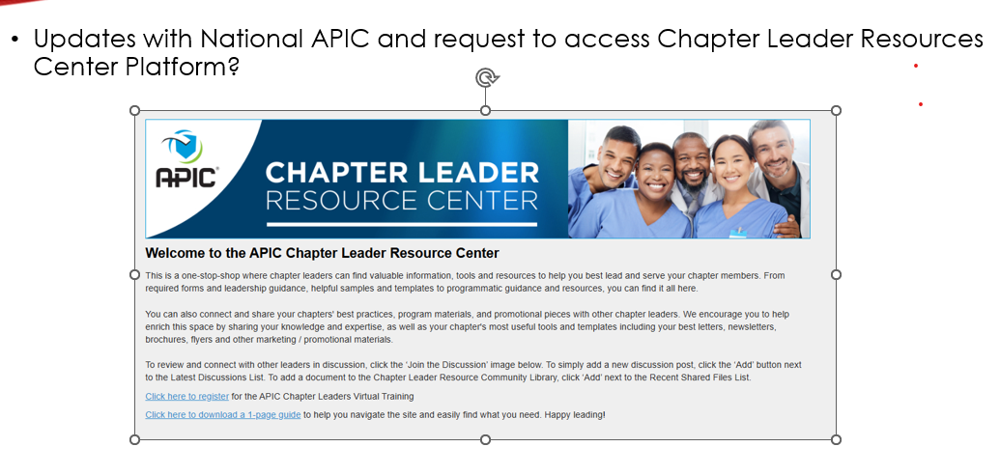 • Updates with National APIC and request to access Chapter Leader Resources
Center Platform?
APIC®
CHAPTER LEADER
RESOURCE CENTER
Welcome to the APIC Chapter Leader Resource Center
This is a one-stop-shop where chapter leaders can find valuable information, tools and resources to help you best lead and serve your chapter members. From
required forms and leadership guidance, helpful samples and templates to programmatic guidance and resources, you can find it all here.
You can also connect and share your chapters' best practices, program materials, and promotional pieces with other chapter leaders. We encourage you to help
enrich this space by sharing your knowledge and expertise, as well as your chapter's most useful tools and templates including your best letters, newsletters,
brochures, flyers and other marketing / promotional materials.
To review and connect with other leaders in discussion, click the 'Join the Discussion' image below. To simply add a new discussion post, click the 'Add' button next
to the Latest Discussions List. To add a document to the Chapter Leader Resource Community Library, click 'Add' next to the Recent Shared Files List.
Click here to register for the APIC Chapter Leaders Virtual Training
Click here to download a 1-page guide to help you navigate the site and easily find what you need. Happy leading!